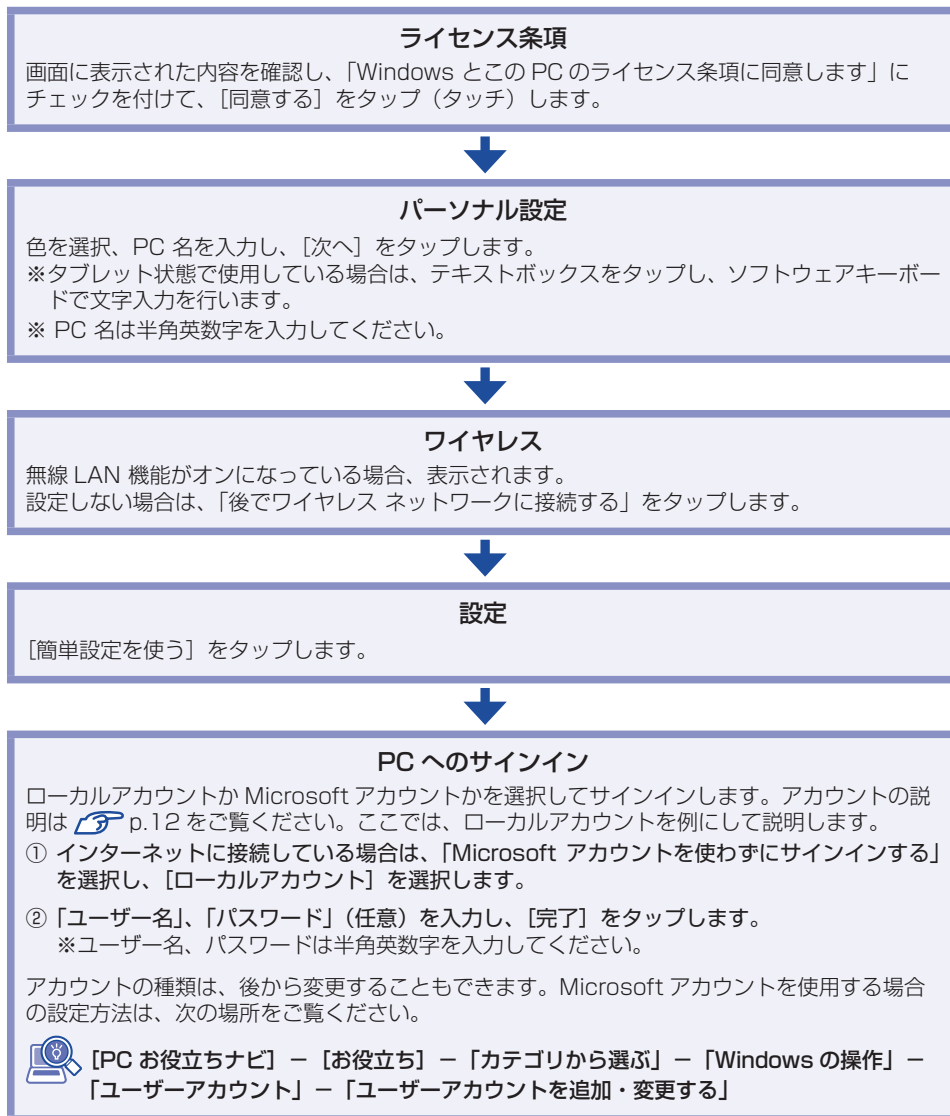 ライセンス条項
画面に表示された内容を確認し、「Windows とこの PC のライセンス条項に同意します」に
チェックを付けて、[同意する]をタップ（タッチ）します。
パーソナル設定
色を選択、PC 名を入力し、[次へ]をタップします。
※タブレット状態で使用している場合は、テキストボックスをタップし、ソフトウェアキーボー
ドで文字入力を行います。
※ PC 名は半角英数字を入力してください。
ワイヤレス
無線 LAN 機能がオンになっている場合、表示されます。
設定しない場合は、「後でワイヤレス ネットワークに接続する」をタップします。
設定
[簡単設定を使う]をタップします。
PC へのサインイン
ローカルアカウントか Microsoft アカウントかを選択してサインインします。アカウントの説
明は p.12 をご覧ください。ここでは、ローカルアカウントを例にして説明します。
① インターネットに接続している場合は、「Microsoft アカウントを使わずにサインインする」
を選択し、[ローカルアカウント]を選択します。
②「ユーザー名」、「パスワード」（任意）を入力し、[完了]をタップします。
※ユーザー名、パスワードは半角英数字を入力してください。
アカウントの種類は、後から変更することもできます。Microsoft アカウントを使用する場合
の設定方法は、次の場所をご覧ください。
[PC お役立ちナビ] － [お役立ち] －「カテゴリから選ぶ」－「Windows の操作」－
「ユーザーアカウント」－「ユーザーアカウントを追加・変更する」